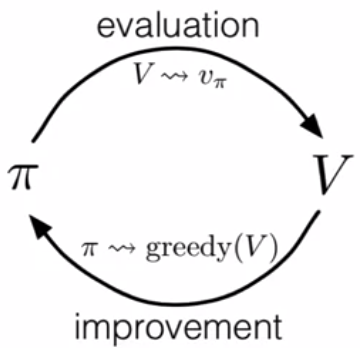 evaluation
V ⇝ v_π
π V
π ⇝ greedy(V)
improvement